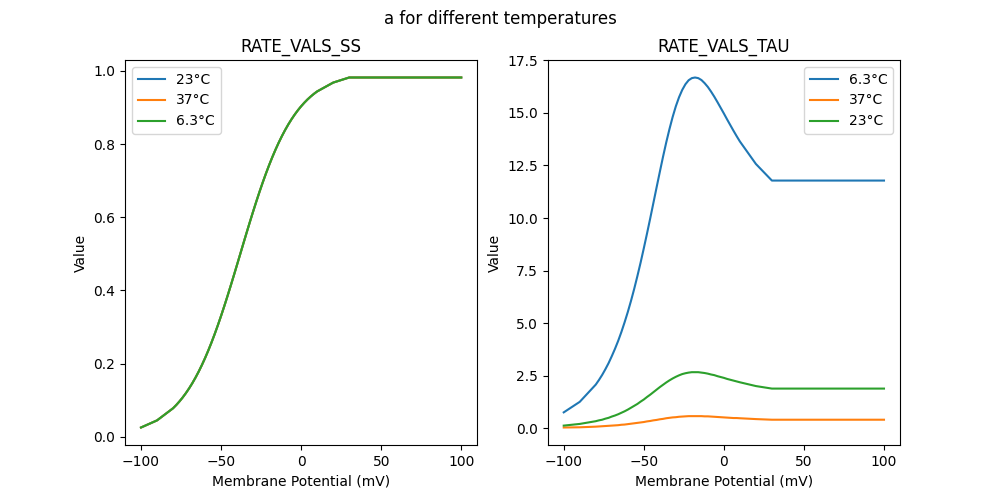 a for different temperatures
RATE_VALS_SS
1.0
0.8
0.6
0.4
0.2
0.0
Value
23°C
37°C
6.3°C
−100
−50
0
50
100
Membrane Potential (mV)
RATE_VALS_TAU
17.5
15.0
12.5
10.0
7.5
5.0
2.5
0.0
Value
6.3°C
37°C
23°C
−100
−50
0
50
100
Membrane Potential (mV)